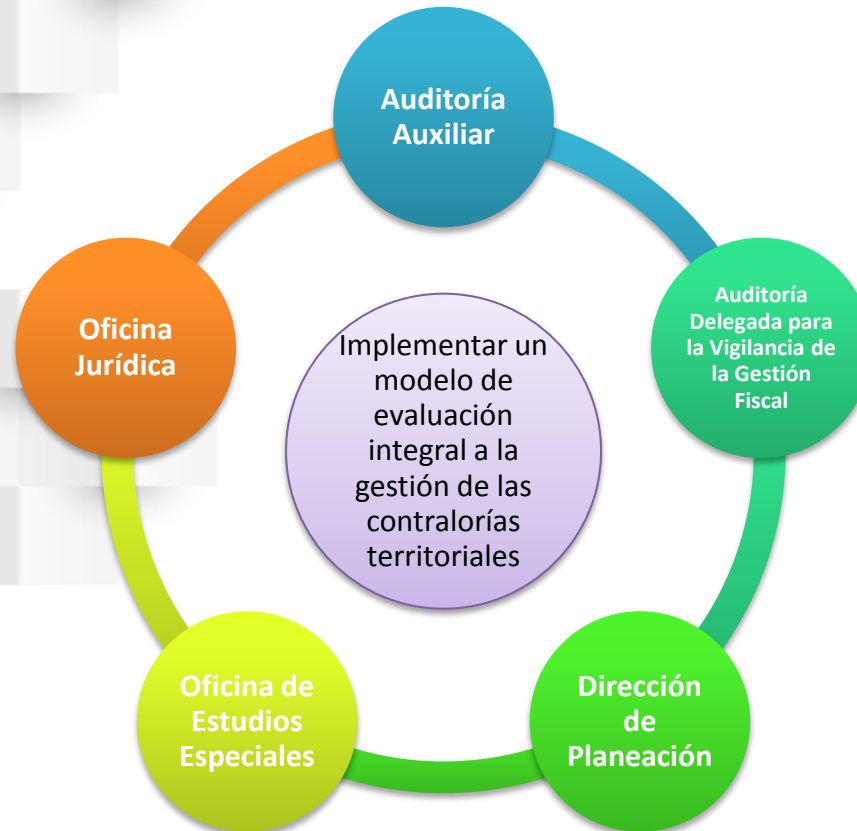 Auditoría
Auxiliar
Auditoría
Delegada para
la Vigilancia de
la Gestión
Fiscal
Dirección
de
Planeación
Oficina de
Estudios
Especiales
Oficina
Jurídica
Implementar un
modelo de
evaluación
integral a la
gestión de las
contralorías
territoriales